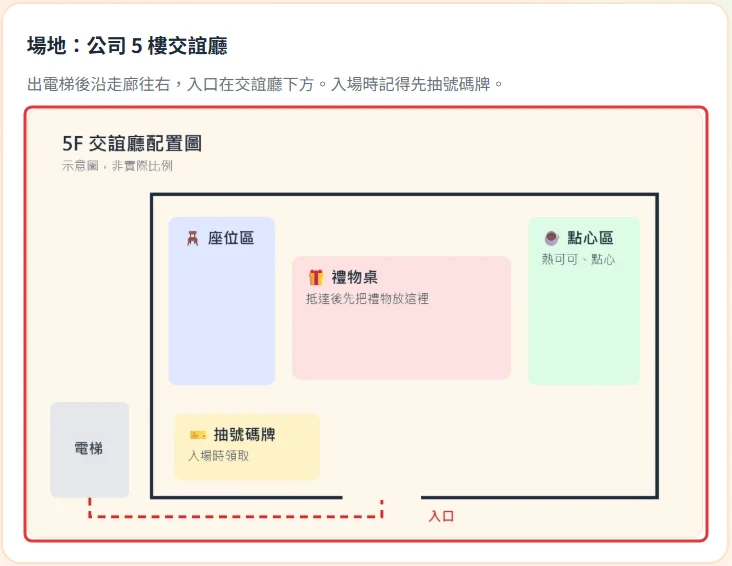 場地：公司 5 樓交誼廳
出電梯後沿走廊往右，入口在交誼廳下方。入場時記得先抽號碼牌。
5F 交誼廳配置圖
示意圖，非實際比例
座位區
禮物桌
抵達後先把禮物放這裡
點心區
熱可可、點心
電梯
抽號碼牌
入場時領取
入口